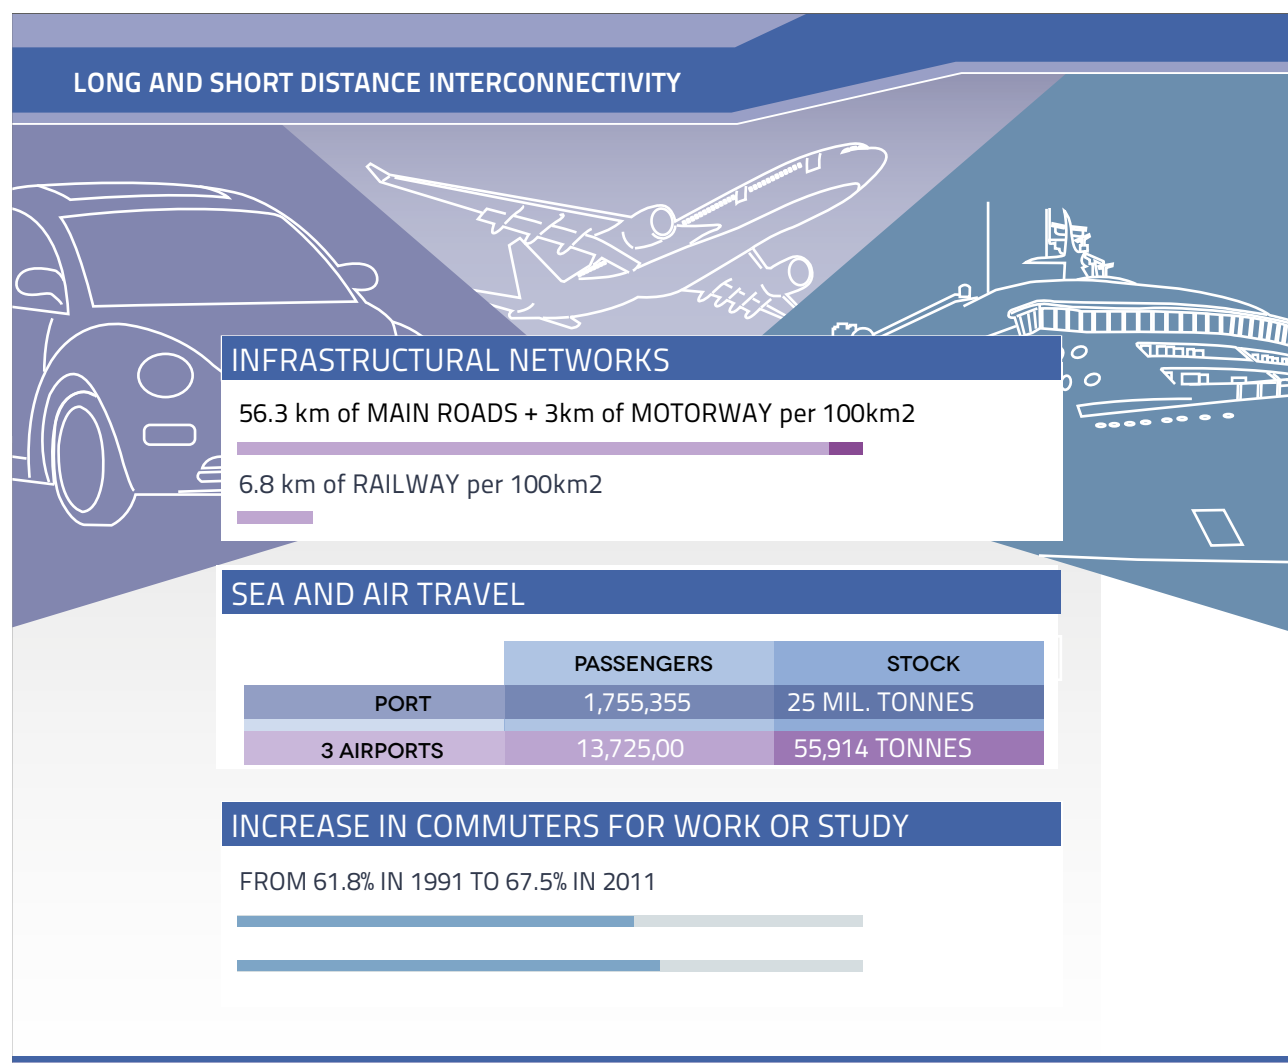 LONG AND SHORT DISTANCE INTERCONNECTIVITY
INFRASTRUCTURAL NETWORKS
56.3 km of MAIN ROADS + 3km of MOTORWAY per 100km2
6.8 km of RAILWAY per 100km2
SEA AND AIR TRAVEL
PASSENGERS STOCK
PORT 1,755,355 25 MIL. TONNES
3 AIRPORTS 13,725,00 55,914 TONNES
INCREASE IN COMMUTERS FOR WORK OR STUDY
FROM 61.8% IN 1991 TO 67.5% IN 2011